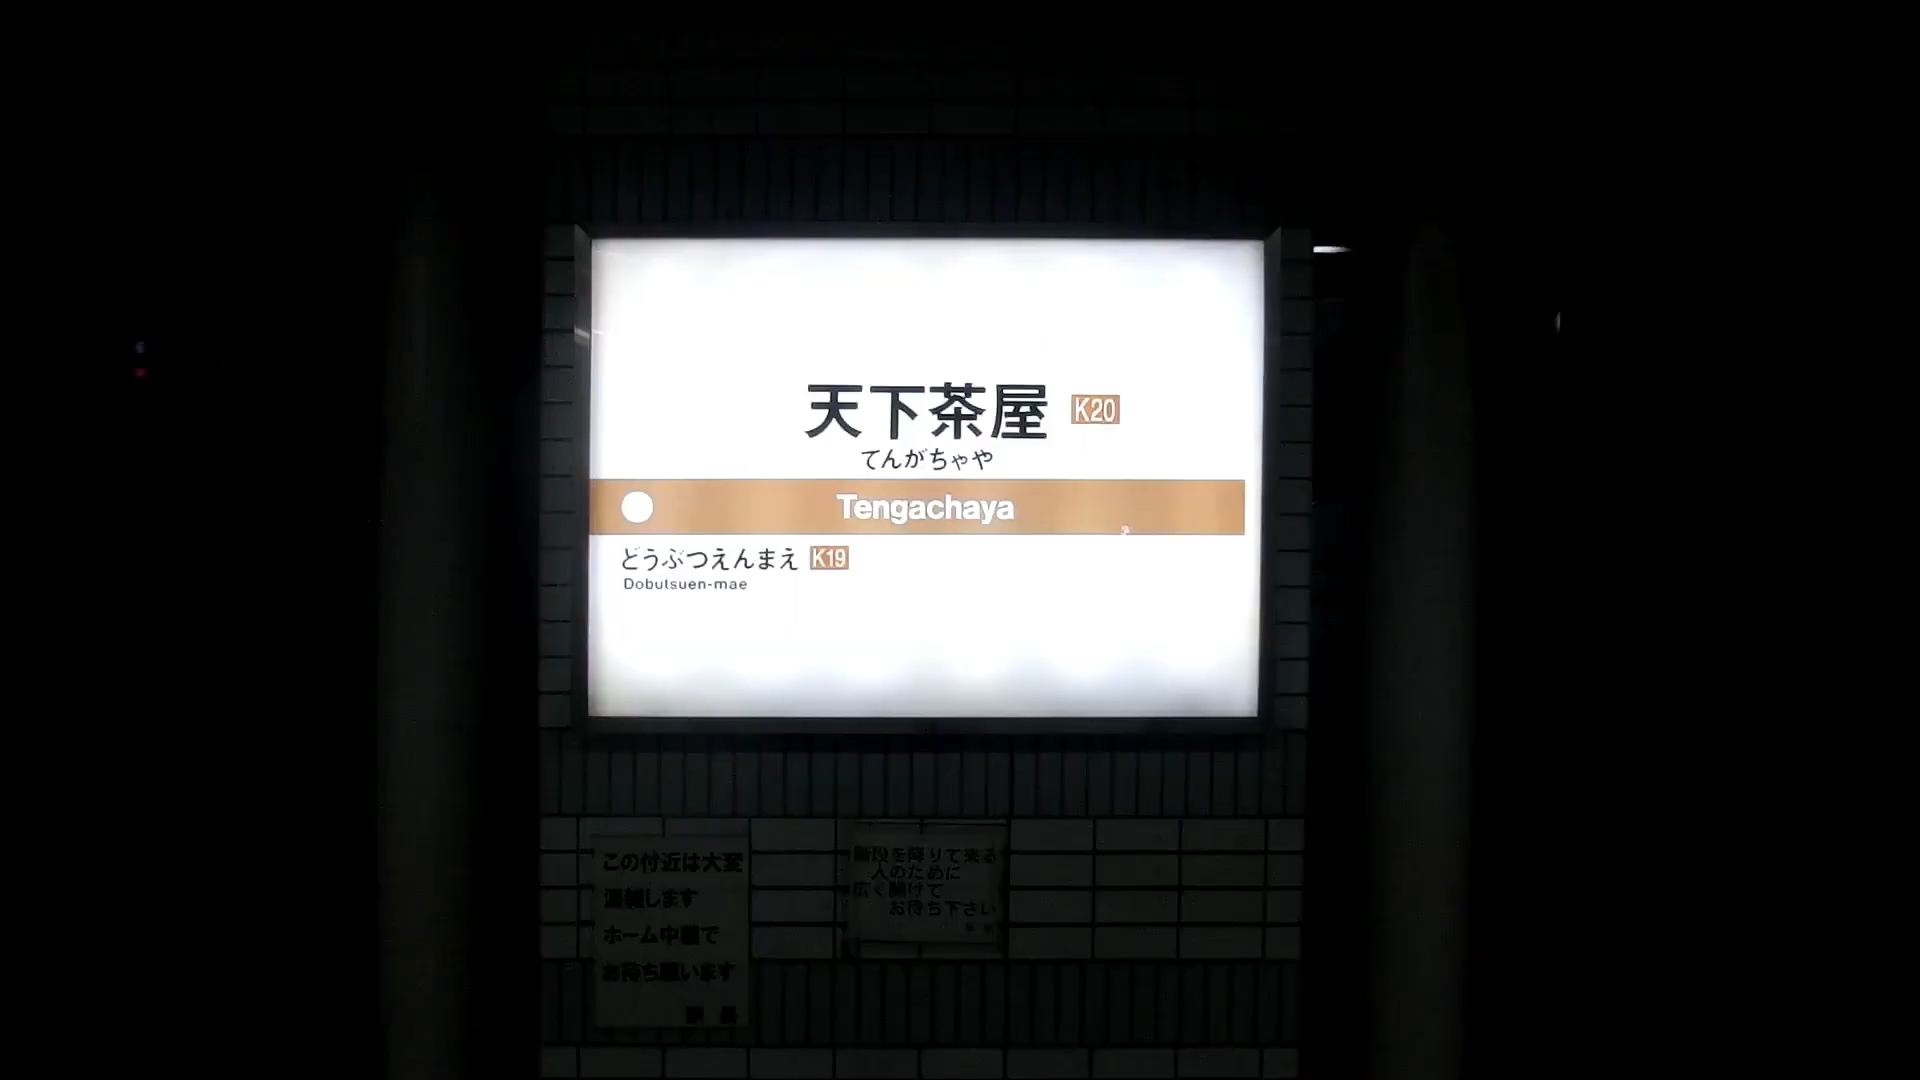 天下茶屋 K20
てんがちゃや
Tengachaya
どうぶつえんまえ K19
Dobutsuen-mae
この付近は大変
混雑します
ホーム中程で
お待ち願います
駅長
階段を降りて来る
人のために
広く開けて
お待ち下さい